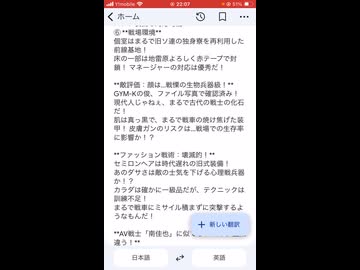 Y!mobile 22:07 51%
ホーム
⑥**戦場環境**
個室はまるで旧ソ連の独身寮を再利用した
前線基地！
床の一部は地雷原よろしく赤テープで封
鎖！ マネージャーの対応は優秀だ！
**敵評価：顔は...戦慄の生物兵器級！**
GYM-Kの俊、ファイル写真で確認済み！
現代人じゃねぇ、まるで古代の戦士の化石
だ！
肌は真っ黒で、まるで戦車の焼け焦げた装
甲！ 皮膚ガンのリスクは...戦場での生存率
に影響か！？
**ファッション戦術：壊滅的！**
セミロンヘアは時代遅れの旧式装備！
あのダサさは敵の士気を下げる心理戦兵器
か！？
カラダは確かに一級品だが、テクニックは
訓練不足！
まるで戦車にミサイル積まずに突撃するよ
うなもんだ！
＋ 新しい翻訳
**AV戦士「南佳也」に似て
違う！**
日本語 英語